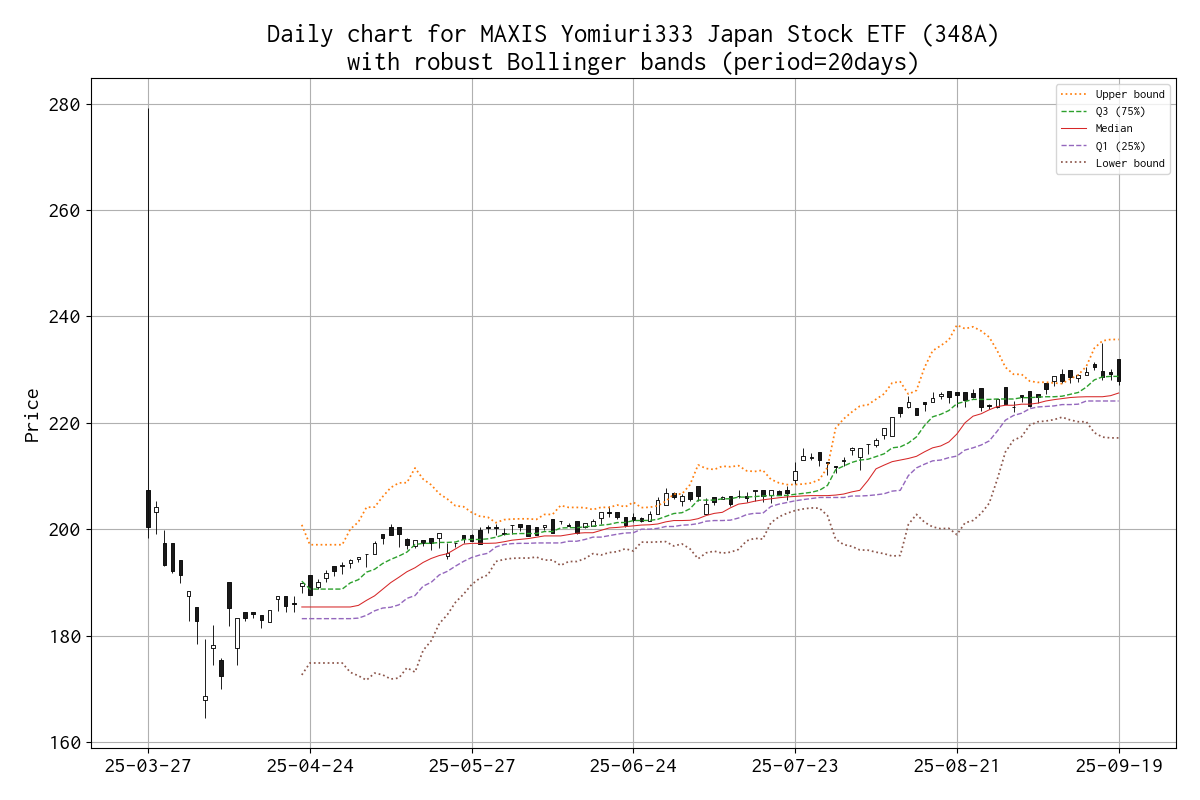 Daily chart for MAXIS Yomiuri333 Japan Stock ETF (348A)
with robust Bollinger bands (period=20days)
Upper bound
Q3 (75%)
Median
Q1 (25%)
Lower bound
280
260
240
220
200
180
160
Price
25-03-27
25-04-24
25-05-27
25-06-24
25-07-23
25-08-21
25-09-19